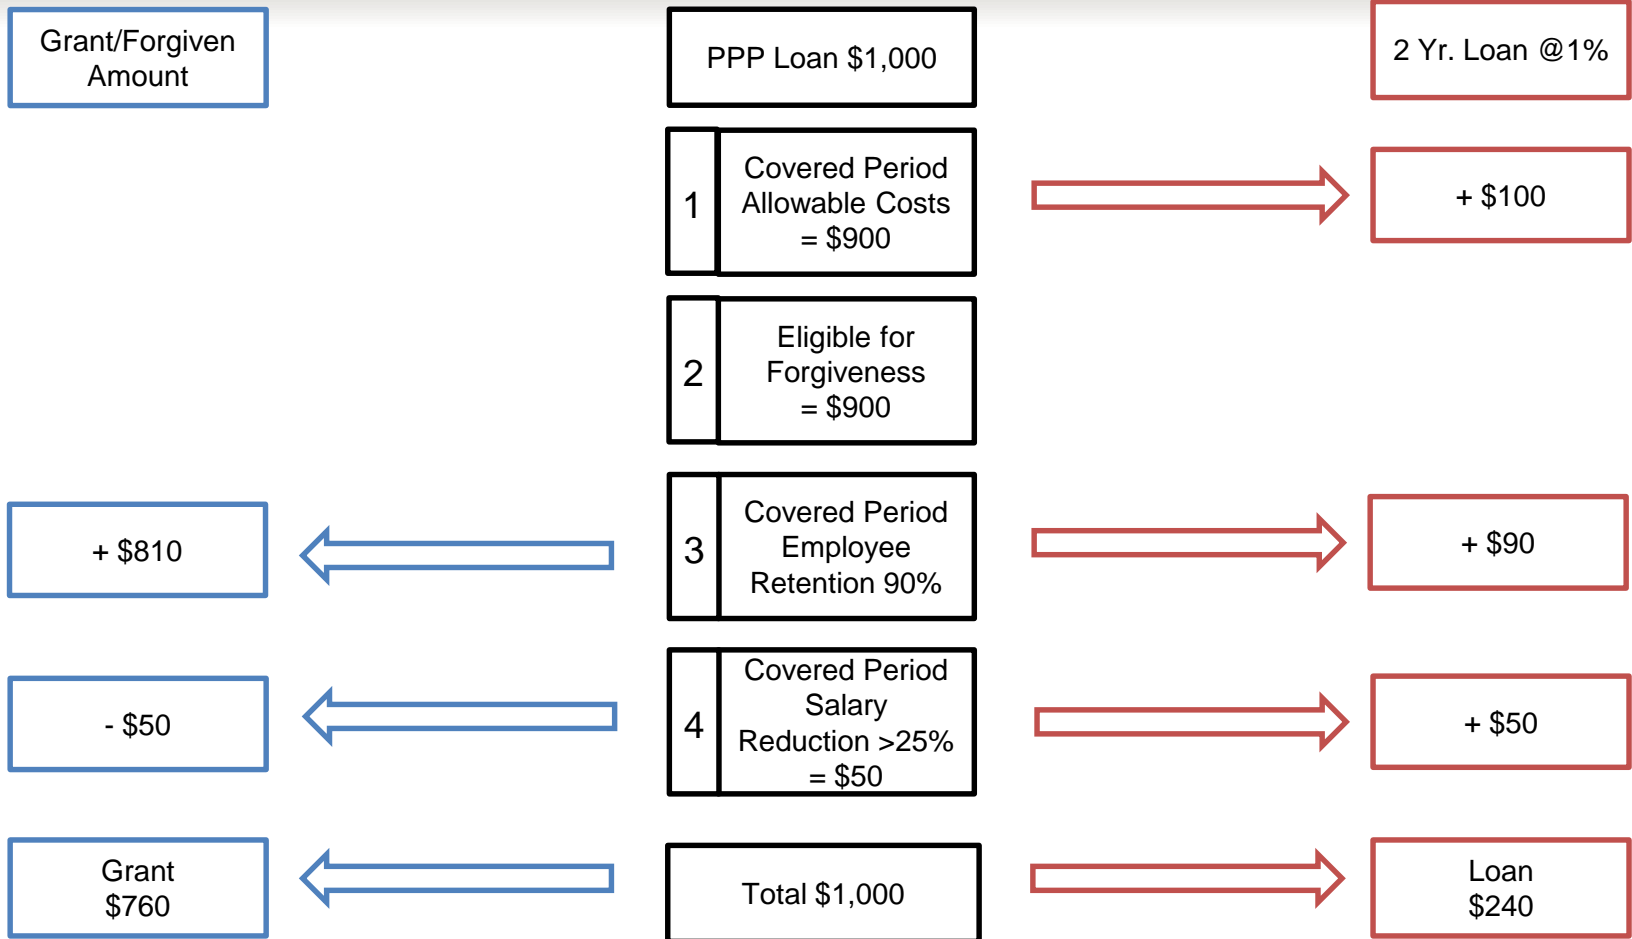 Grant/Forgiven
Amount
PPP Loan $1,000
2 Yr. Loan @1%
1
Covered Period
Allowable Costs
= $900
+ $100
2
Eligible for
Forgiveness
= $900
+ $810
3
Covered Period
Employee
Retention 90%
+ $90
- $50
4
Covered Period
Salary
Reduction >25%
= $50
+ $50
Grant
$760
Total $1,000
Loan
$240